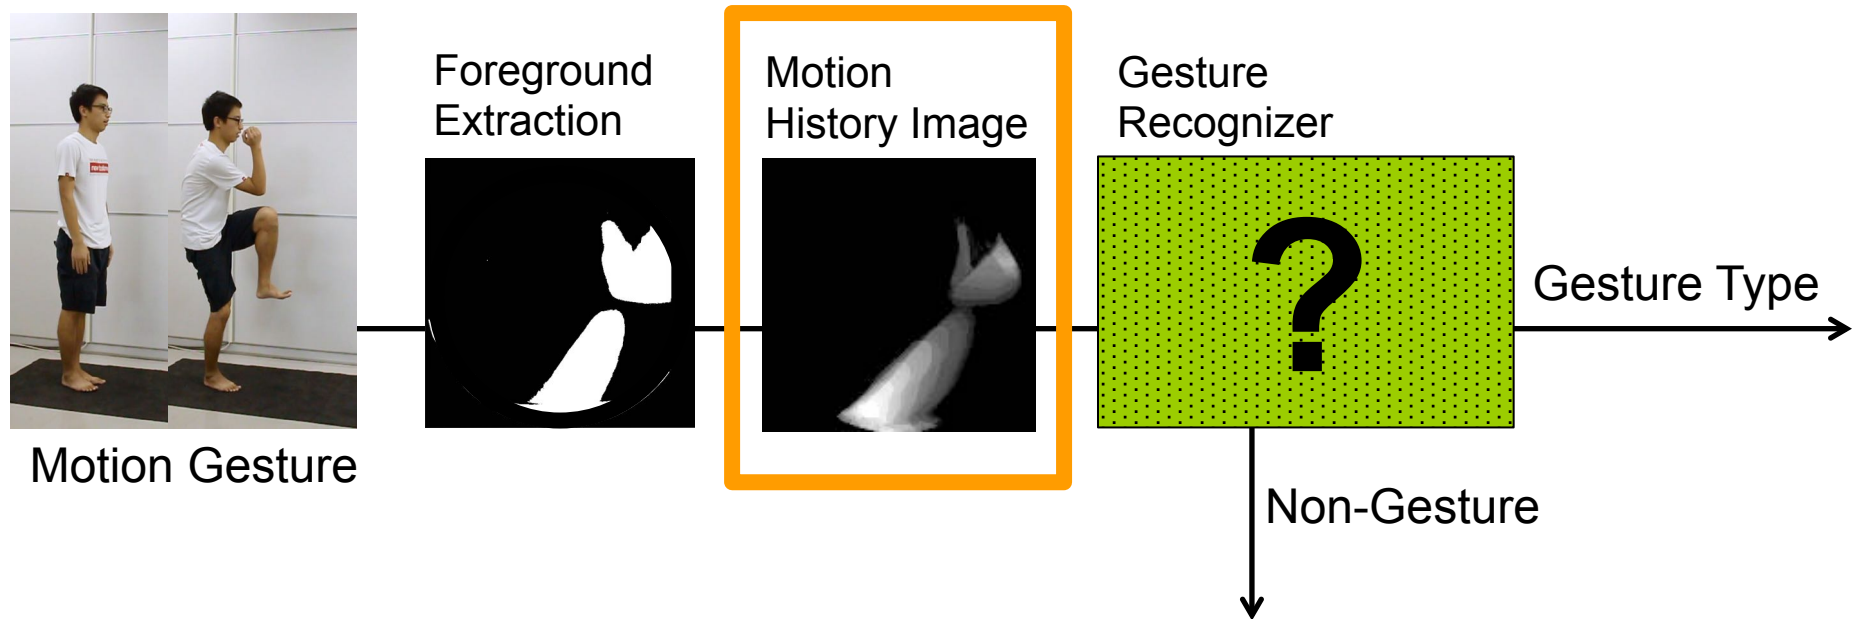 Foreground
Extraction
Motion
History Image
Gesture
Recognizer
?
Gesture Type
Motion Gesture
Non-Gesture